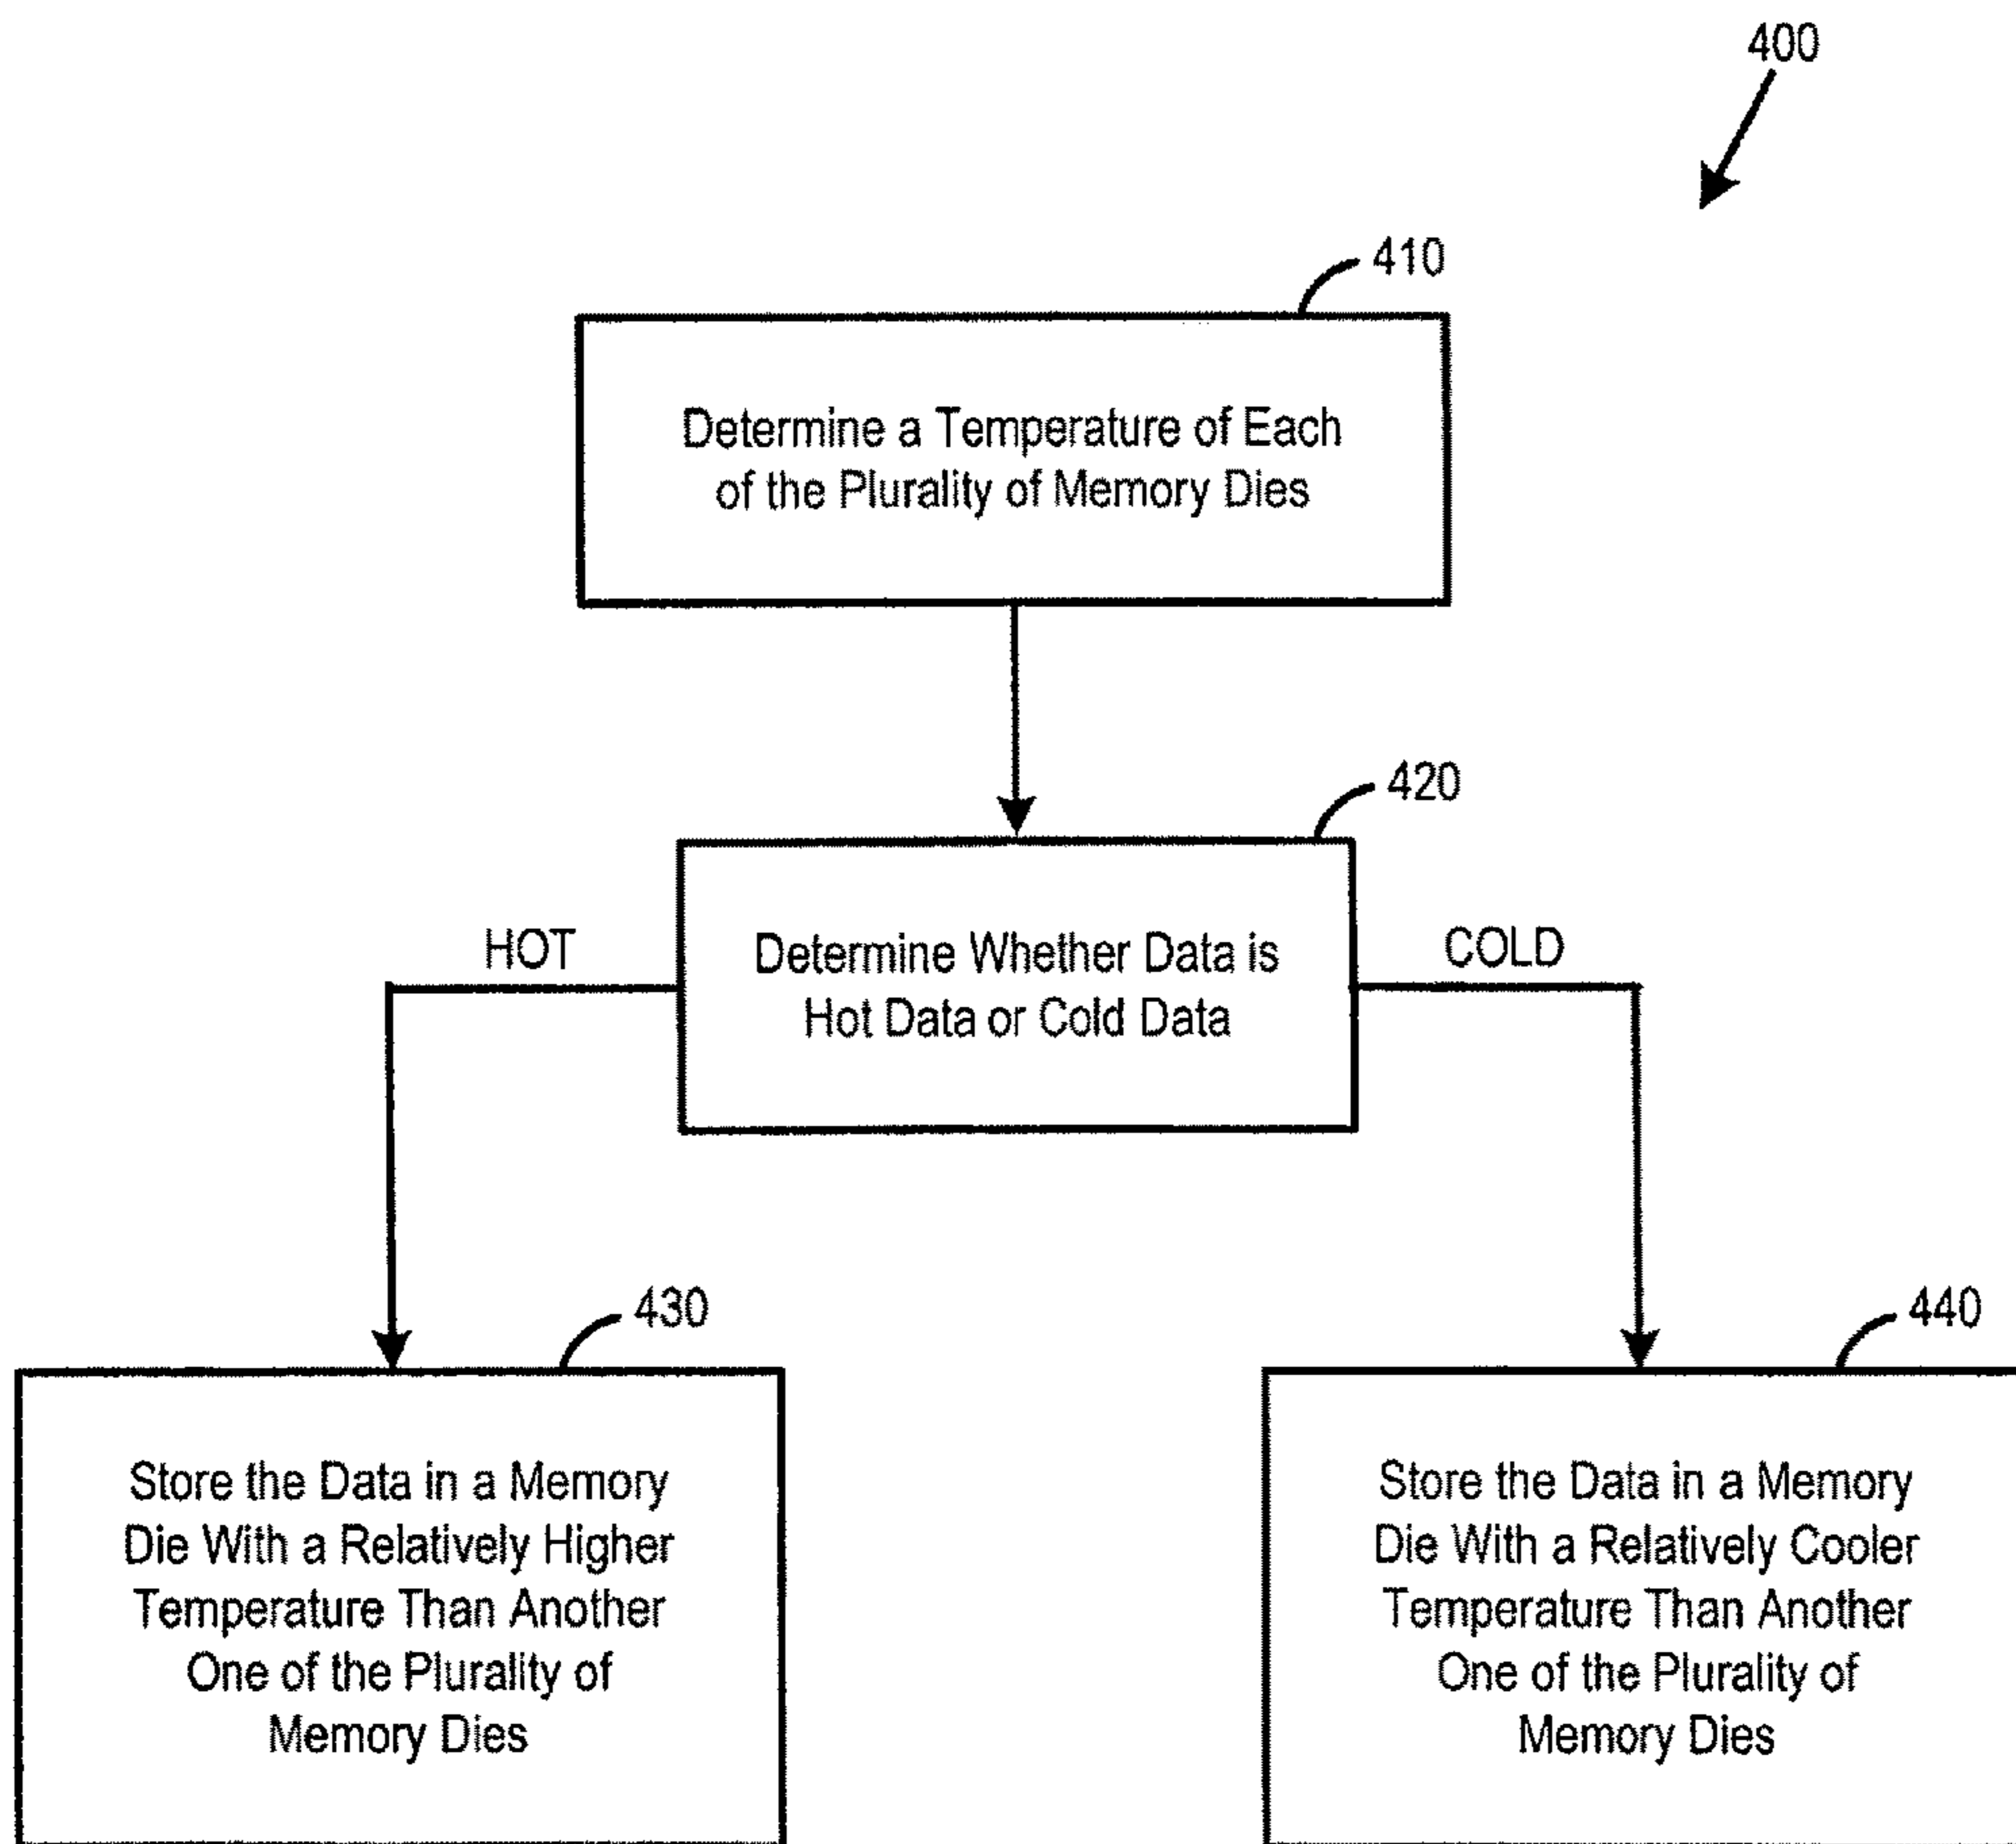 400
410
Determine a Temperature of Each
of the Plurality of Memory Dies
420
HOT
Determine Whether Data is
Hot Data or Cold Data
COLD
430
Store the Data in a Memory
Die With a Relatively Higher
Temperature Than Another
One of the Plurality of
Memory Dies
440
Store the Data in a Memory
Die With a Relatively Cooler
Temperature Than Another
One of the Plurality of
Memory Dies